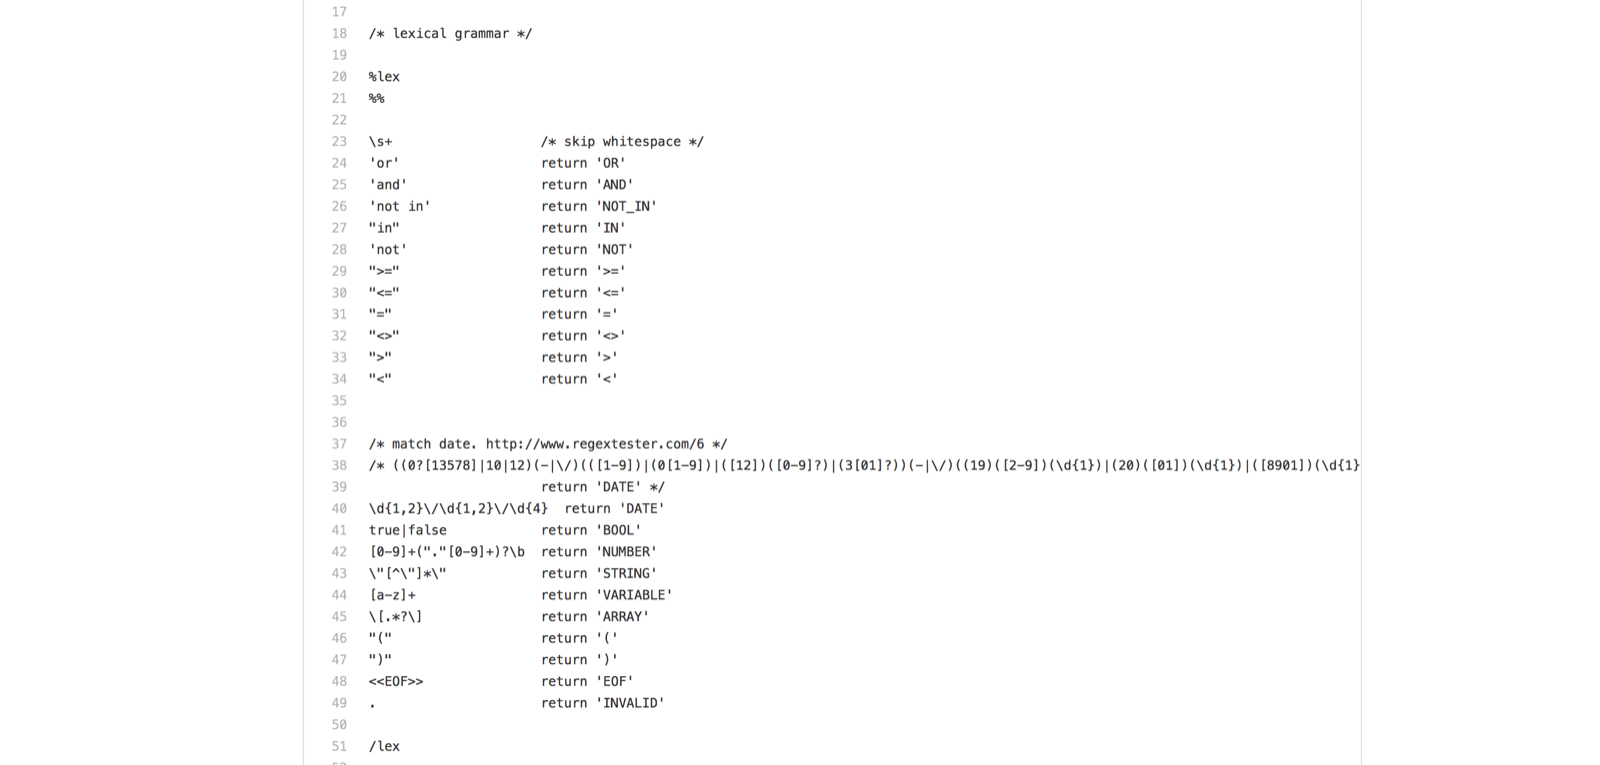 17
18 /* lexical grammar */
19
20 %lex
21 %%
22
23 \s+ /* skip whitespace */
24 'or' return 'OR'
25 'and' return 'AND'
26 'not in' return 'NOT_IN'
27 "in" return 'IN'
28 'not' return 'NOT'
29 ">=" return '>='
30 "<=" return '<='
31 "=" return '='
32 "<>" return '<>'
33 ">" return '>'
34 "<" return '<'
35
36
37 /* match date. http://www.regextester.com/6 */
38 /* ((0?[13578]|10|12)(-|\/)(([1-9])|(0[1-9])|([12])([0-9]?)|(3[01]?))(-|\/)((19)([2-9])(\d{1})|(20)([01])(\d{1})|([8901])(\d{1}
39 return 'DATE' */
40 \d{1,2}\/\d{1,2}\/\d{4} return 'DATE'
41 true|false return 'BOOL'
42 [0-9]+("."[0-9]+)?\b return 'NUMBER'
43 \"[^\"]*\" return 'STRING'
44 [a-z]+ return 'VARIABLE'
45 \[.*?\] return 'ARRAY'
46 "(" return '('
47 ")" return ')'
48 <<EOF>> return 'EOF'
49 . return 'INVALID'
50
51 /lex